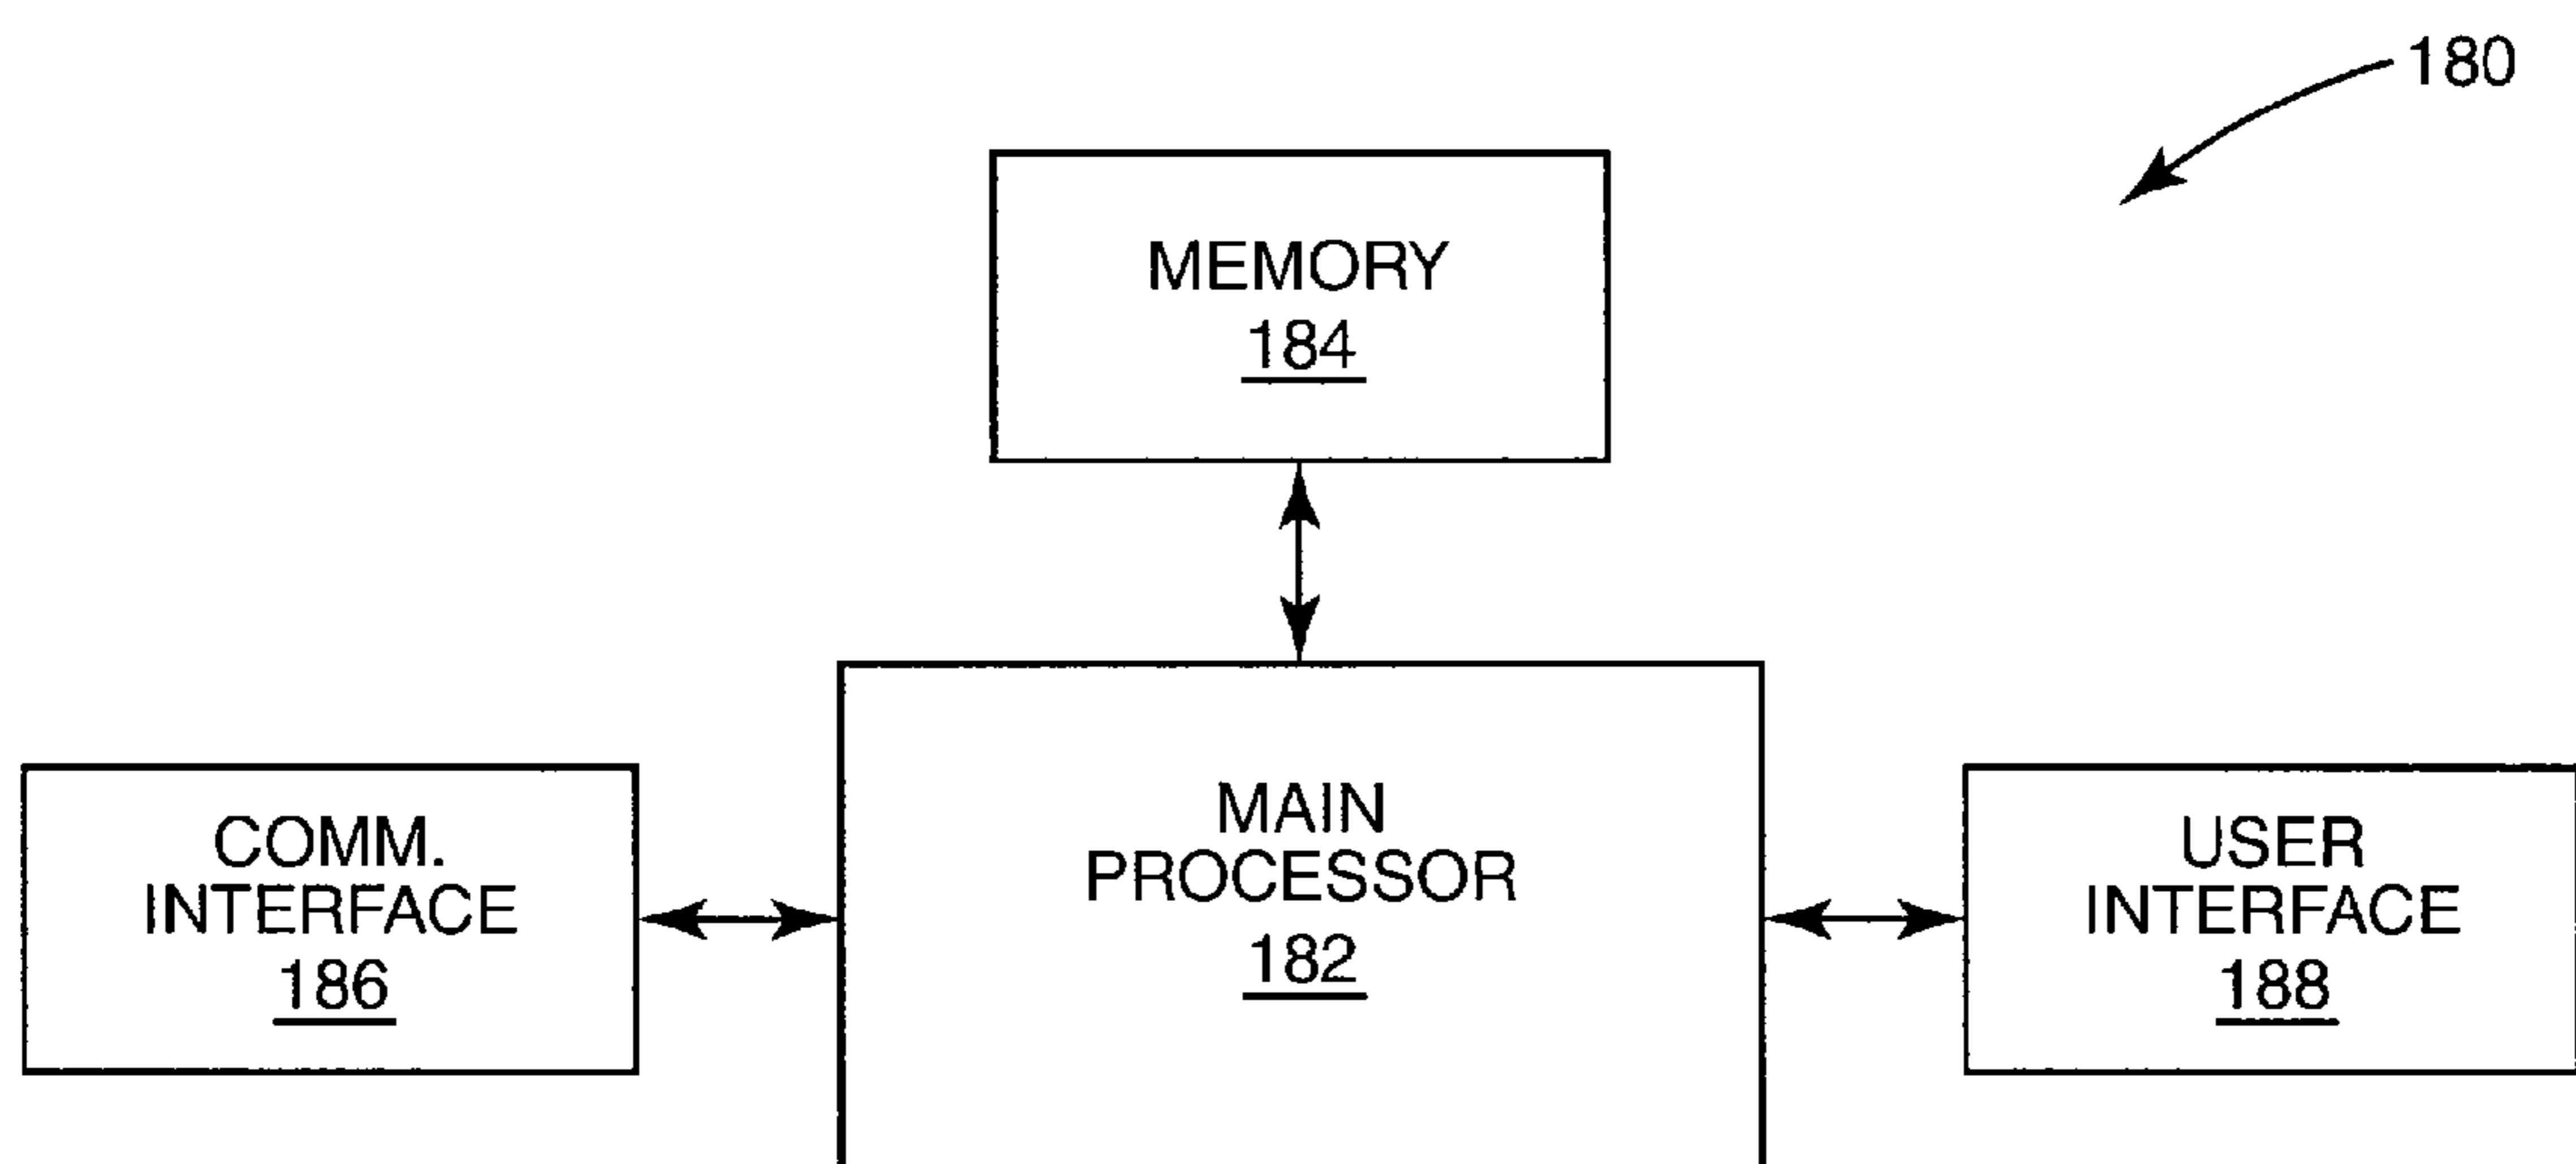 180
MEMORY
184
MAIN
PROCESSOR
182
COMM.
INTERFACE
186
USER
INTERFACE
188